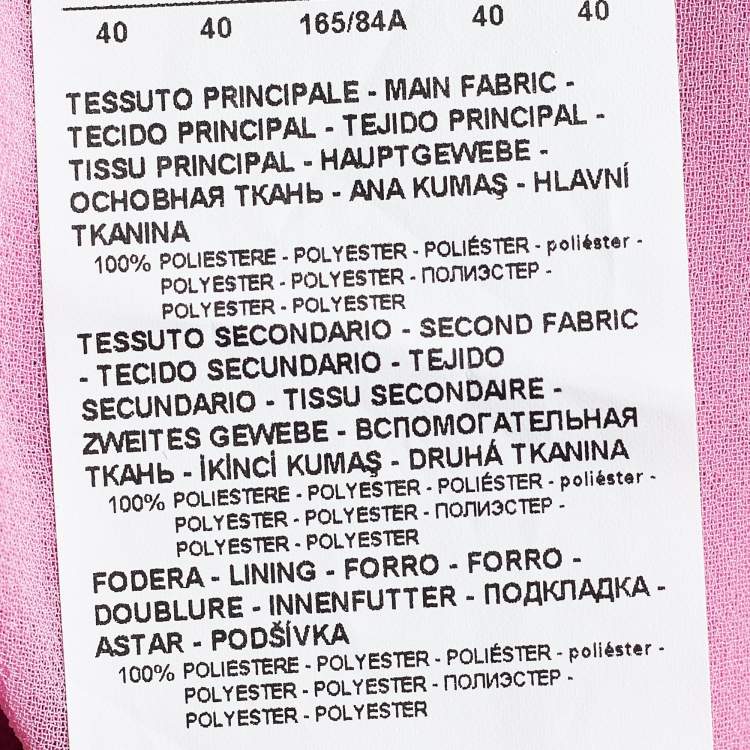 40 40 165/84A 40 40
TESSUTO PRINCIPALE - MAIN FABRIC -
TECIDO PRINCIPAL - TEJIDO PRINCIPAL -
TISSU PRINCIPAL - HAUPTGEWEBE -
ОСНОВНАЯ ТКАНЬ - ANA KUMAŞ - HLAVNÍ
TKANINA
100% POLIESTERE - POLYESTER - POLIÉSTER - poliéster -
POLYESTER - POLYESTER - ПОЛИЭСТЕР -
POLYESTER - POLYESTER
TESSUTO SECONDARIO - SECOND FABRIC
- TECIDO SECUNDARIO - TEJIDO
SECUNDARIO - TISSU SECONDAIRE -
ZWEITES GEWEBE - ВСПОМОГАТЕЛЬНАЯ
ТКАНЬ - İKİNCİ KUMAŞ - DRUHÁ TKANINA
100% POLIESTERE - POLYESTER - POLIÉSTER - poliéster -
POLYESTER - POLYESTER - ПОЛИЭСТЕР -
POLYESTER - POLYESTER
FODERA - LINING - FORRO - FORRO -
DOUBLURE - INNENFUTTER - ПОДКЛАДКА -
ASTAR - PODŠÍVKA
100% POLIESTERE - POLYESTER - POLIÉSTER - poliéster -
POLYESTER - POLYESTER - ПОЛИЭСТЕР -
POLYESTER - POLYESTER